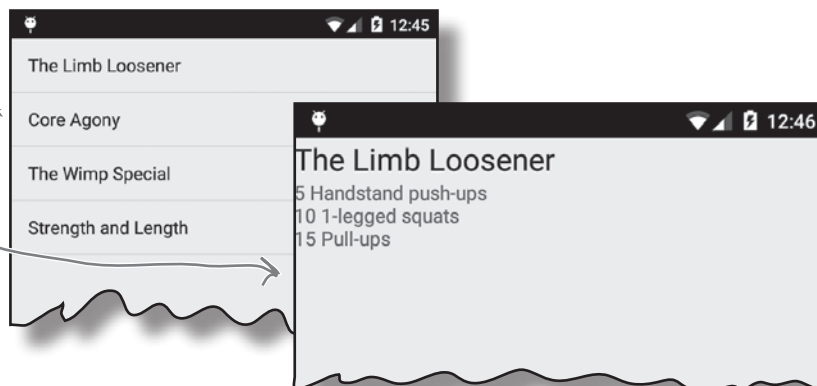 12:45
The Limb Loosener
Core Agony
The Wimp Special
Strength and Length
12:46
The Limb Loosener
5 Handstand push-ups
10 1-legged squats
15 Pull-ups